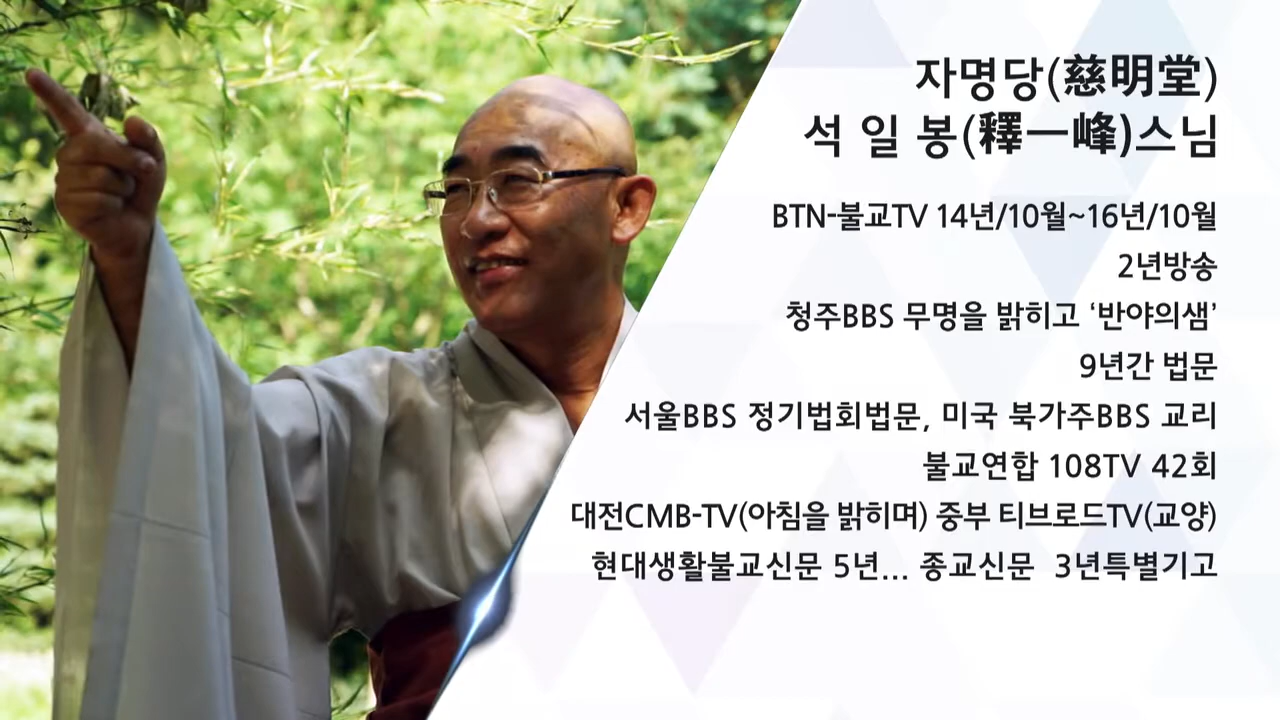 자명당(慈明堂)
석 일 봉(釋一峰)스님
BTN-불교TV 14년/10월~16년/10월
2년방송
청주BBS 무명을 밝히고 ‘반야의샘’
9년간 법문
서울BBS 정기법회법문, 미국 북가주BBS 교리
불교연합 108TV 42회
대전CMB-TV(아침을 밝히며) 중부 티브로드TV(교양)
현대생활불교신문 5년... 종교신문 3년특별기고